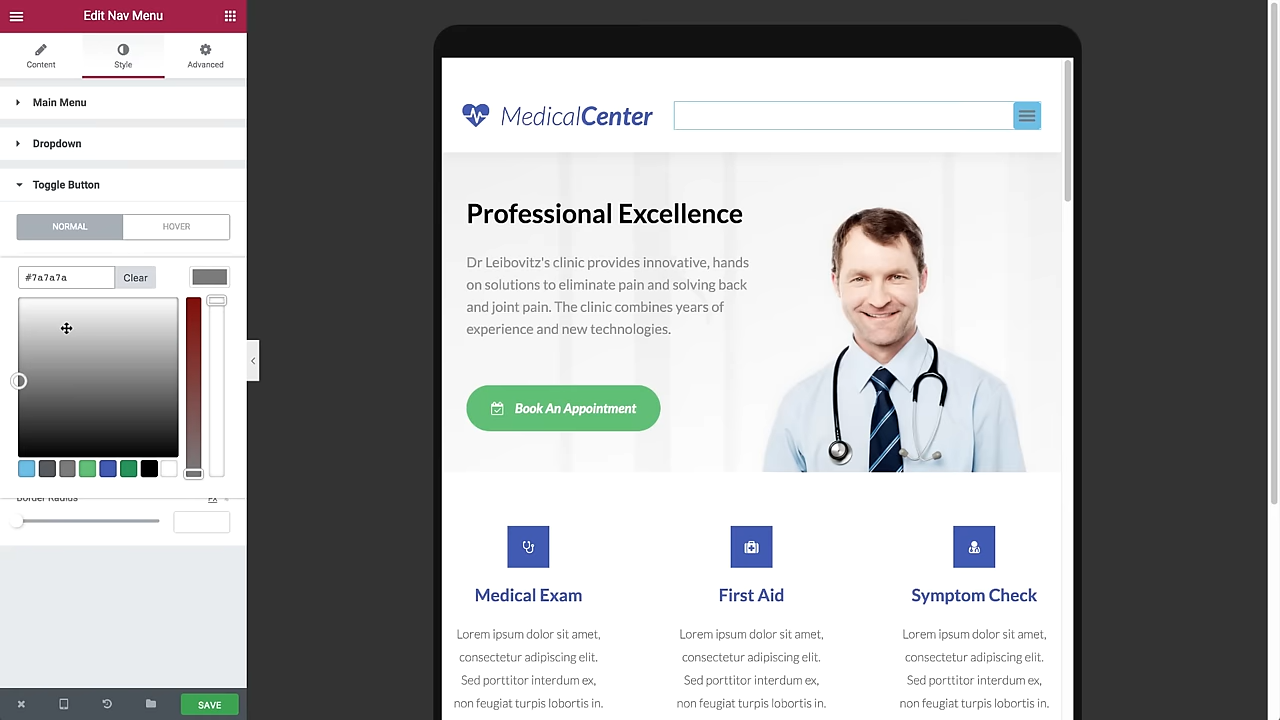 Edit Nav Menu
Content
Style
Advanced
Main Menu
Dropdown
Toggle Button
NORMAL
HOVER
#7a7a7a
Clear
Border Radius
PX
SAVE
MedicalCenter
Professional Excellence
Dr Leibovitz's clinic provides innovative, hands
on solutions to eliminate pain and solving back
and joint pain. The clinic combines years of
experience and new technologies.
Book An Appointment
Medical Exam
Lorem ipsum dolor sit amet,
consectetur adipiscing elit.
Sed porttitor interdum ex,
non feugiat turpis lobortis in.
First Aid
Lorem ipsum dolor sit amet,
consectetur adipiscing elit.
Sed porttitor interdum ex,
non feugiat turpis lobortis in.
Symptom Check
Lorem ipsum dolor sit amet,
consectetur adipiscing elit.
Sed porttitor interdum ex,
non feugiat turpis lobortis in.